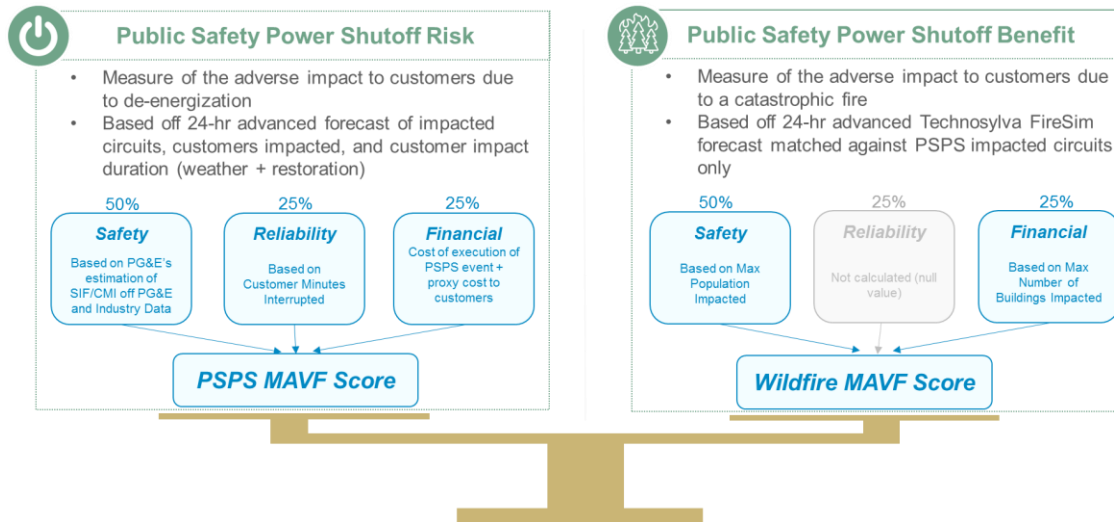 Public Safety Power Shutoff Risk
• Measure of the adverse impact to customers due
to de-energization
• Based off 24-hr advanced forecast of impacted
circuits, customers impacted, and customer impact
duration (weather + restoration)
50%
Safety
Based on PG&E's
estimation of
SIF/CMI off PG&E
and Industry Data
25%
Reliability
Based on
Customer Minutes
Interrupted
25%
Financial
Cost of execution of
PSPS event +
proxy cost to
customers
PSPS MAVF Score
Public Safety Power Shutoff Benefit
• Measure of the adverse impact to customers due
to a catastrophic fire
• Based off 24-hr advanced Technosylva FireSim
forecast matched against PSPS impacted circuits
only
50%
Safety
Based on Max
Population
Impacted
25%
Reliability
Not calculated (null
value)
25%
Financial
Based on Max
Number of
Buildings Impacted
Wildfire MAVF Score